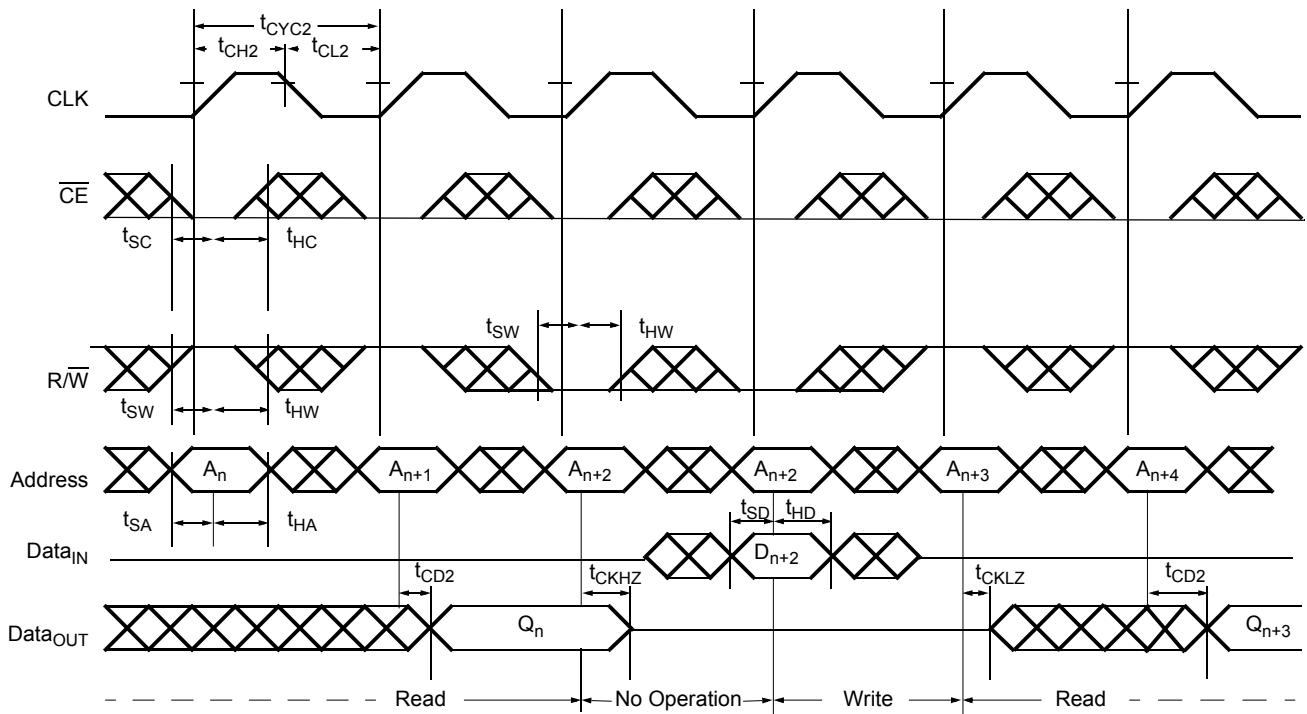 tCYC2
tCH2 tCL2
CLK
CE
tSC tHC
tSW tHW
R/W
tSW tHW
Address An An+1 An+2 An+2 An+3 An+4
tSA tHA tSD tHD
DataIN Dn+2
tCD2 tCKHZ tCKLZ tCD2
DataOUT Qn Qn+3
Read No Operation Write Read